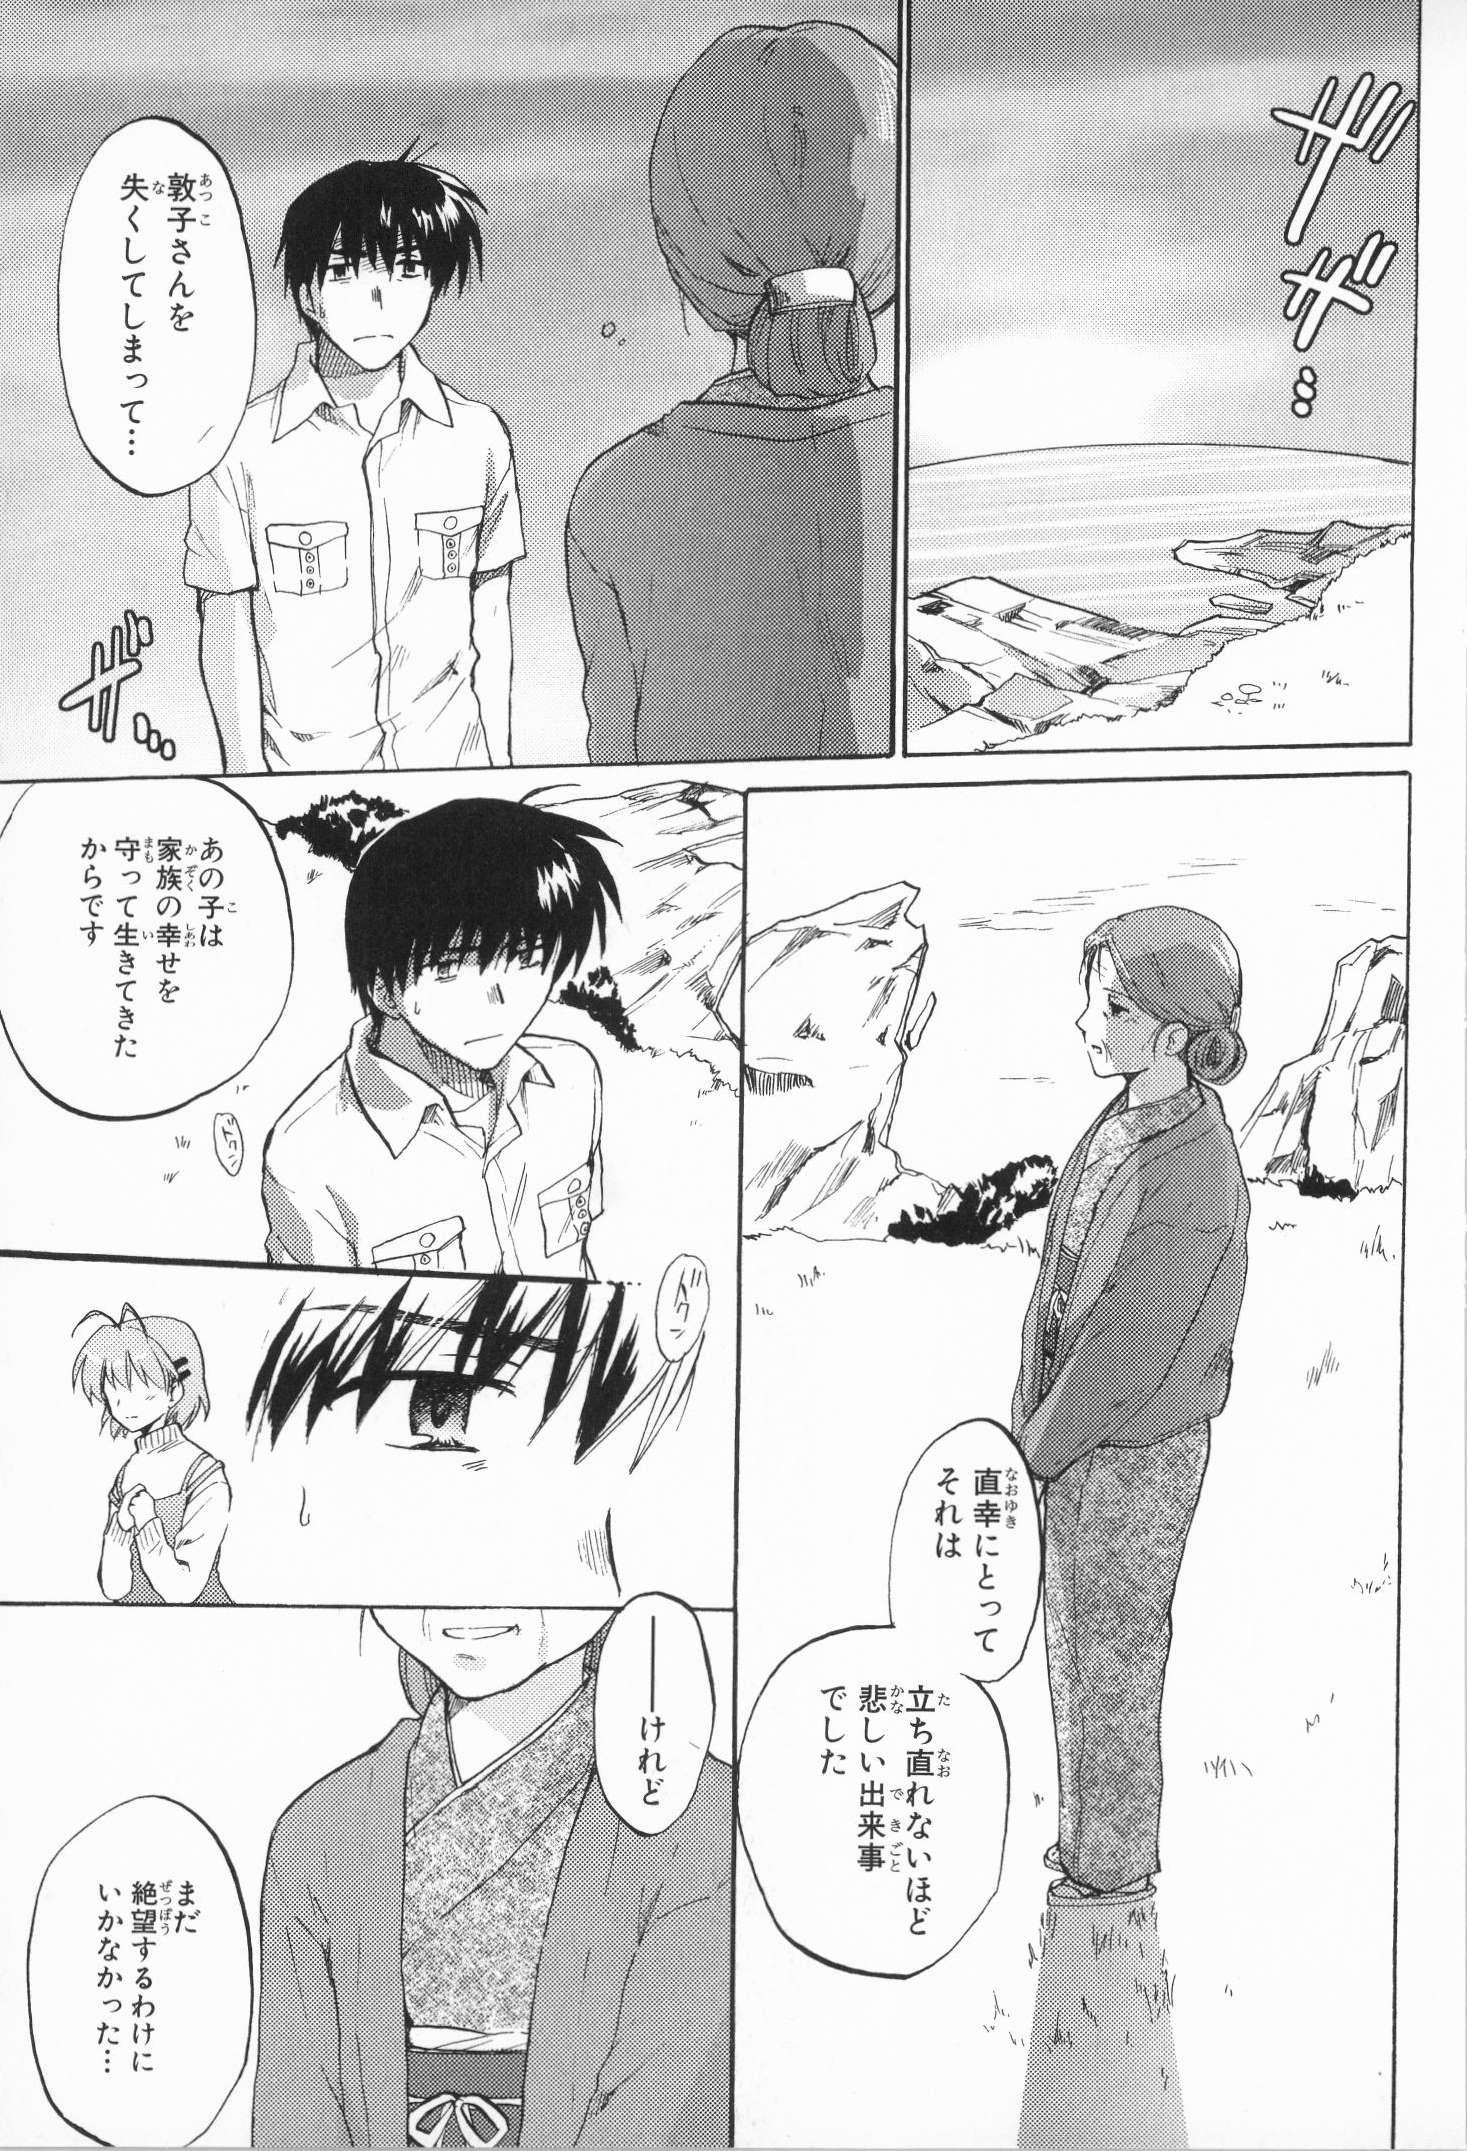 ザザ…
敦子さんを
失くしてしまって…
ザ…
直幸にとって
それは
立ち直れないほど
悲しい出来事
でした
あの子は
家族の幸せを
守って生きてきた
からです
ドクン
ドクン
――けれど
まだ
絶望するわけに
いかなかった…